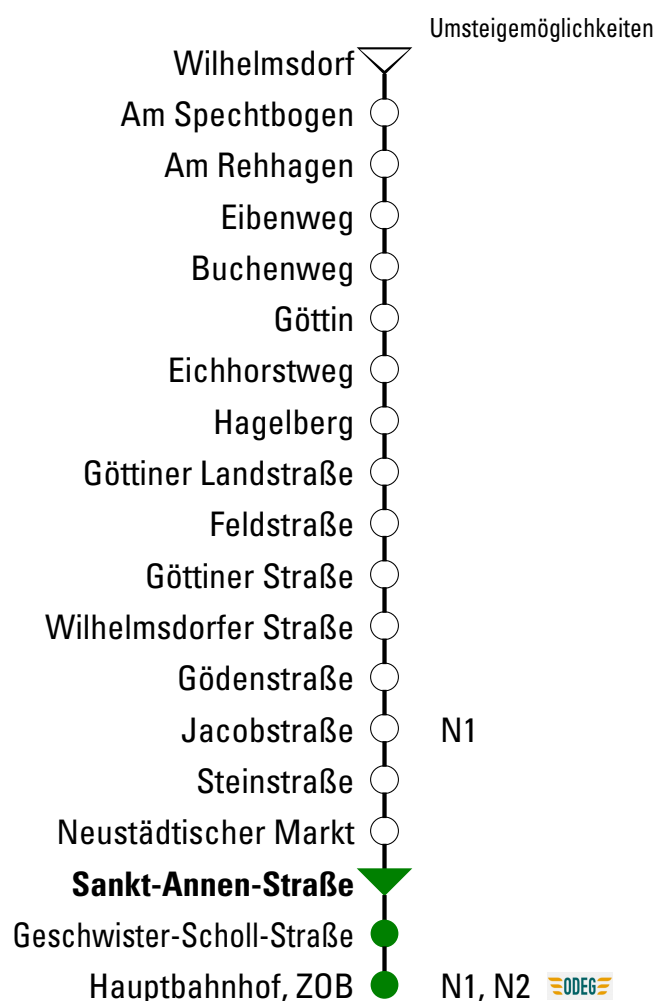 Umsteigemöglichkeiten
Wilhelmsdorf
Am Spechtbogen
Am Rehhagen
Eibenweg
Buchenweg
Göttin
Eichhorstweg
Hagelberg
Göttiner Landstraße
Feldstraße
Göttiner Straße
Wilhelmsdorfer Straße
Gödenstraße
Jacobstraße N1
Steinstraße
Neustädtischer Markt
Sankt-Annen-Straße
Geschwister-Scholl-Straße
Hauptbahnhof, ZOB N1, N2 ODEG